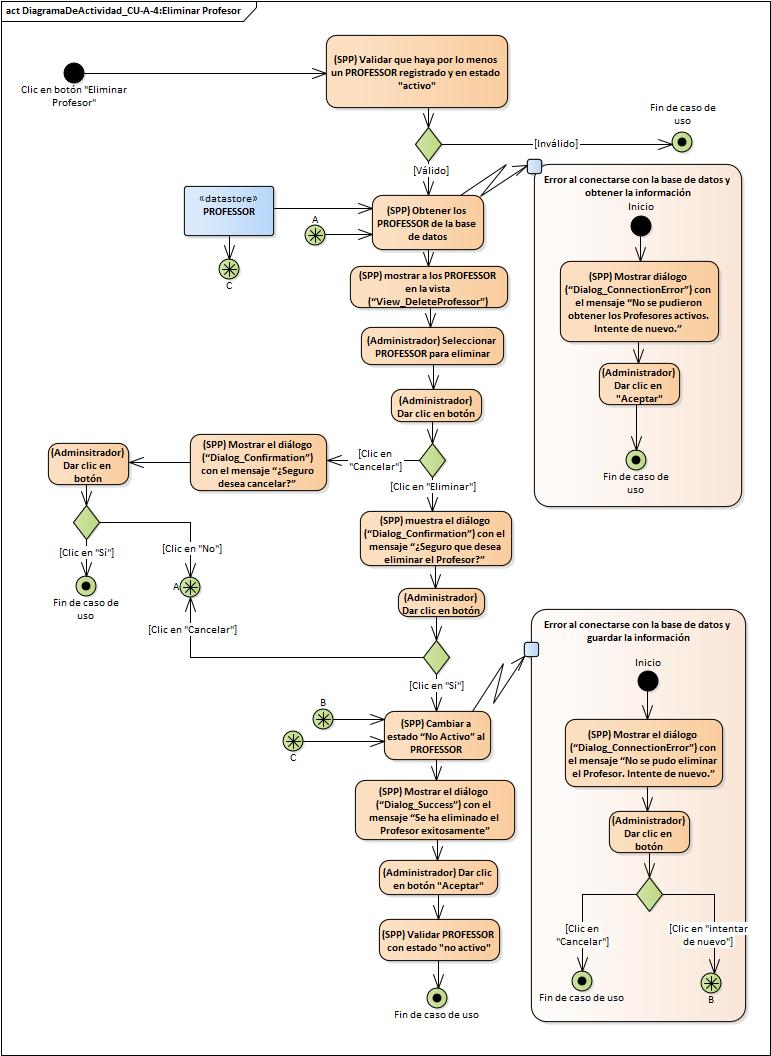 act DiagramaDeActividad_CU-A-4:Eliminar Profesor
Clic en botón "Eliminar
Profesor"
(SPP) Validar que haya por lo menos
un PROFESSOR registrado y en estado
"activo"
[Inválido]
Fin de caso de
uso
[Válido]
«datastore»
PROFESSOR
C
A
(SPP) Obtener los
PROFESSOR de la base
de datos
(SPP) mostrar a los PROFESSOR
en la vista
(“View_DeleteProfessor”)
(Administrador) Seleccionar
PROFESSOR para eliminar
(Administrador)
Dar clic en botón
[Clic en
"Cancelar"]
[Clic en "Eliminar"]
(SPP) Mostrar el diálogo
(“Dialog_Confirmation”)
con el mensaje “¿Seguro
desea cancelar?”
(Adminsitrador)
Dar clic en
botón
[Clic en "Sí"]
[Clic en "No"]
Fin de caso de
uso
A
[Clic en "Cancelar"]
(SPP) muestra el diálogo
(“Dialog_Confirmation”) con el
mensaje “¿Seguro que desea
eliminar el Profesor?”
(Administrador)
Dar clic en botón
[Clic en "Sí"]
B
C
(SPP) Cambiar a
estado “No Activo” al
PROFESSOR
(SPP) Mostrar el diálogo
(“Dialog_Success”) con el
mensaje “Se ha eliminado el
Profesor exitosamente”
(Administrador) Dar clic
en botón "Aceptar"
(SPP) Validar PROFESSOR
con estado "no activo"
Fin de caso de uso
Error al conectarse con la base de datos y
obtener la información
Inicio
(SPP) Mostrar diálogo
(“Dialog_ConnectionError”) con
el mensaje “No se pudieron
obtener los Profesores activos.
Intente de nuevo.”
(Administrador)
Dar clic en
"Aceptar"
Fin de caso de
uso
Error al conectarse con la base de datos y
guardar la información
Inicio
(SPP) Mostrar el diálogo
(“Dialog_ConnectionError”) con
el mensaje “No se pudo eliminar
el Profesor. Intente de nuevo.”
(Administrador)
Dar clic en
botón
[Clic en
"Cancelar"]
[Clic en "intentar
de nuevo"]
Fin de caso de uso
B